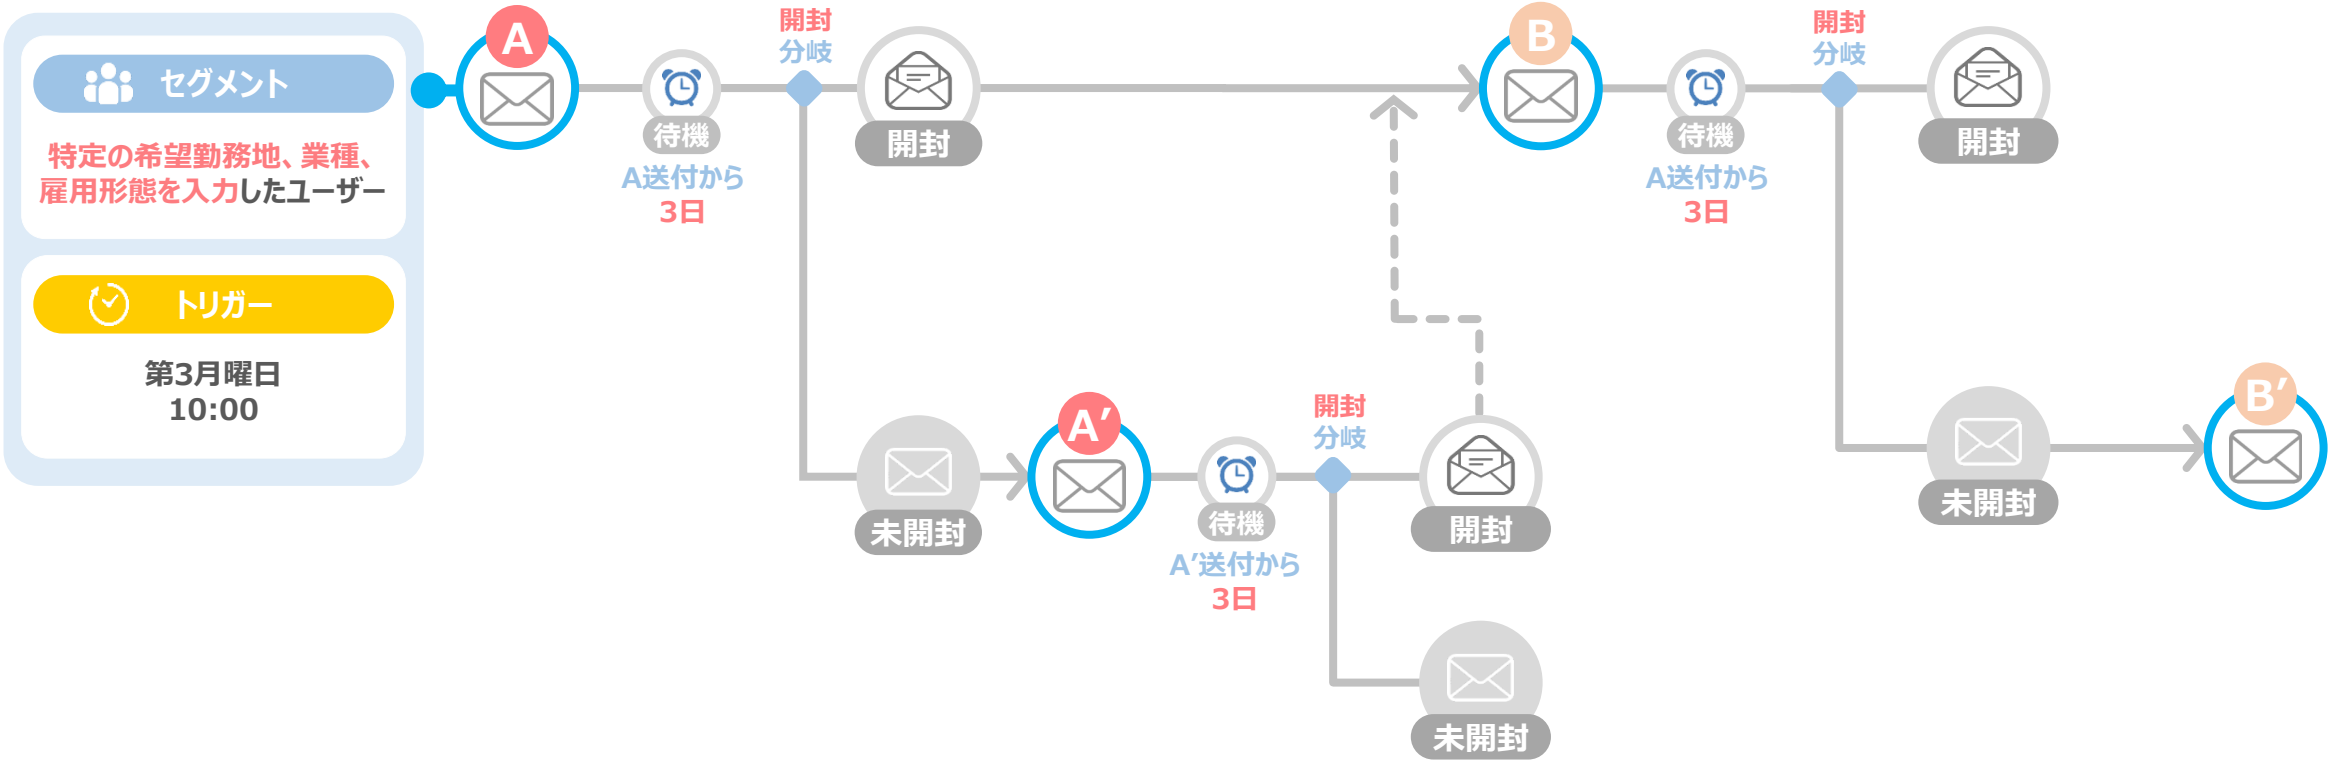 セグメント
特定の希望勤務地、業種、
雇用形態を入力したユーザー
トリガー
第3月曜日
10:00
A
待機
A送付から
3日
開封
分岐
開封
未開封
A′
待機
A′送付から
3日
開封
分岐
開封
未開封
B
待機
A送付から
3日
開封
分岐
開封
未開封
B′